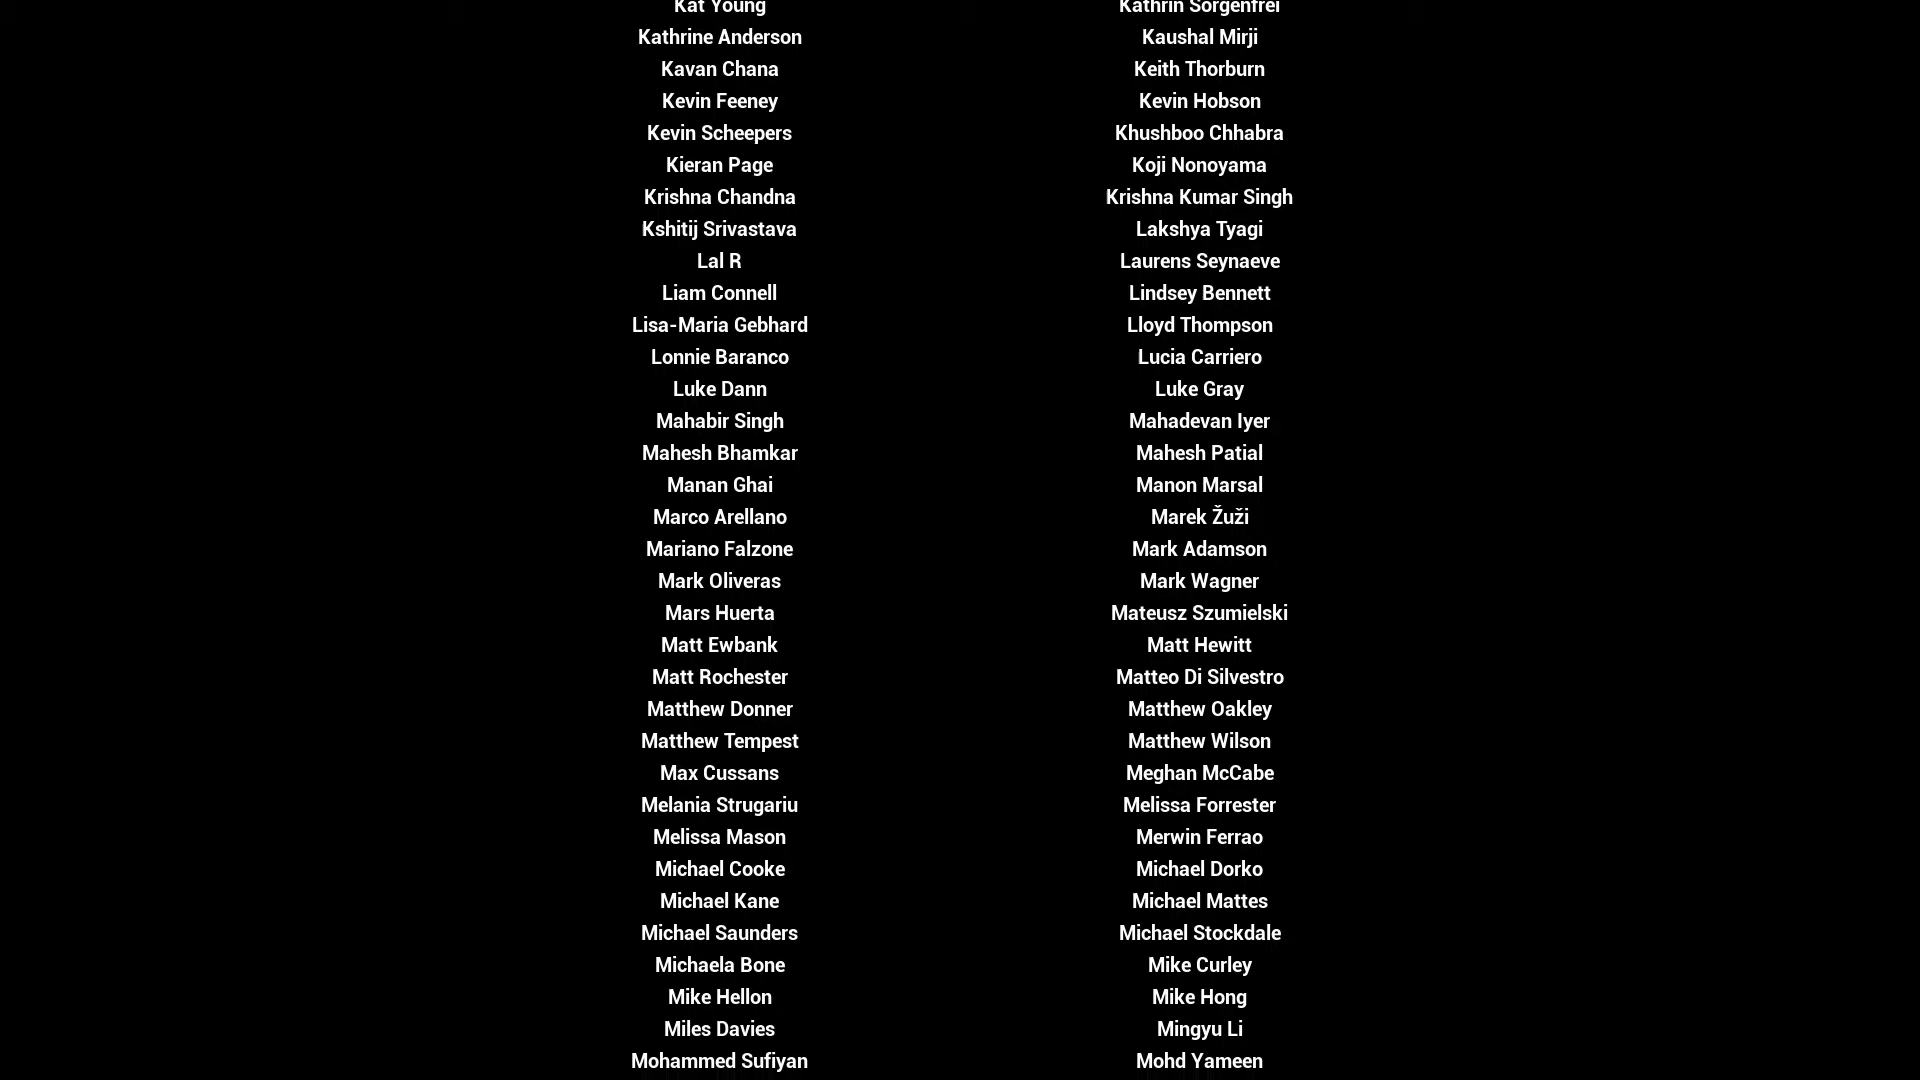 Kat Young Kathrin Sorgenfrei
Kathrine Anderson Kaushal Mirji
Kavan Chana Keith Thorburn
Kevin Feeney Kevin Hobson
Kevin Scheepers Khushboo Chhabra
Kieran Page Koji Nonoyama
Krishna Chandna Krishna Kumar Singh
Kshitij Srivastava Lakshya Tyagi
Lal R Laurens Seynaeve
Liam Connell Lindsey Bennett
Lisa-Maria Gebhard Lloyd Thompson
Lonnie Baranco Lucia Carriero
Luke Dann Luke Gray
Mahabir Singh Mahadevan Iyer
Mahesh Bhamkar Mahesh Patial
Manan Ghai Manon Marsal
Marco Arellano Marek Žuži
Mariano Falzone Mark Adamson
Mark Oliveras Mark Wagner
Mars Huerta Mateusz Szumielski
Matt Ewbank Matt Hewitt
Matt Rochester Matteo Di Silvestro
Matthew Donner Matthew Oakley
Matthew Tempest Matthew Wilson
Max Cussans Meghan McCabe
Melania Strugariu Melissa Forrester
Melissa Mason Merwin Ferrao
Michael Cooke Michael Dorko
Michael Kane Michael Mattes
Michael Saunders Michael Stockdale
Michaela Bone Mike Curley
Mike Hellon Mike Hong
Miles Davies Mingyu Li
Mohammed Sufiyan Mohd Yameen